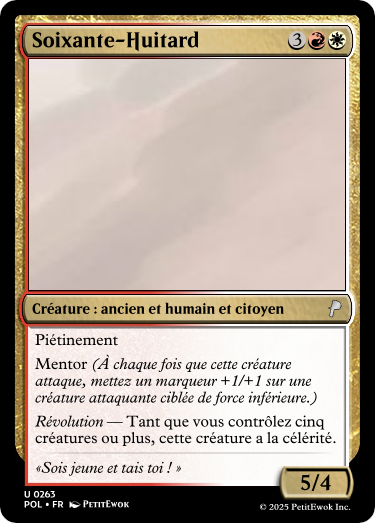 Soixante-Huitard 3
Créature : ancien et humain et citoyen
Piétinement
Mentor (À chaque fois que cette créature
attaque, mettez un marqueur +1/+1 sur une
créature attaquante ciblée de force inférieure.)
Révolution — Tant que vous contrôlez cinq
créatures ou plus, cette créature a la célérité.
«Sois jeune et tais toi ! »
5/4
U 0263
POL • FR PetitEwok
© 2025 PetitEwok Inc.